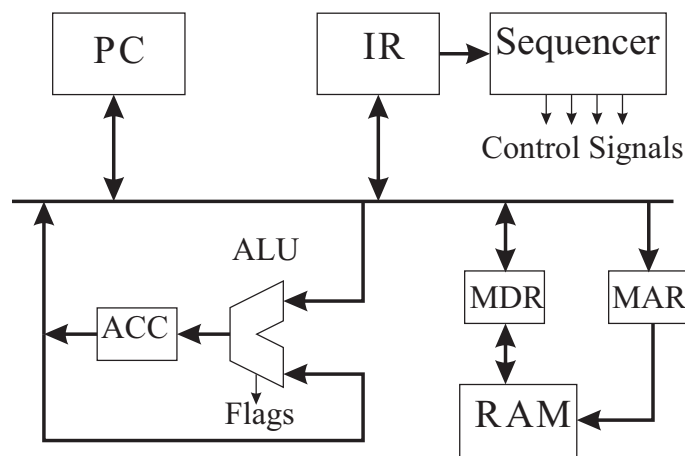 PC
IR
Sequencer
Control Signals
ALU
ACC
Flags
MDR
MAR
RAM